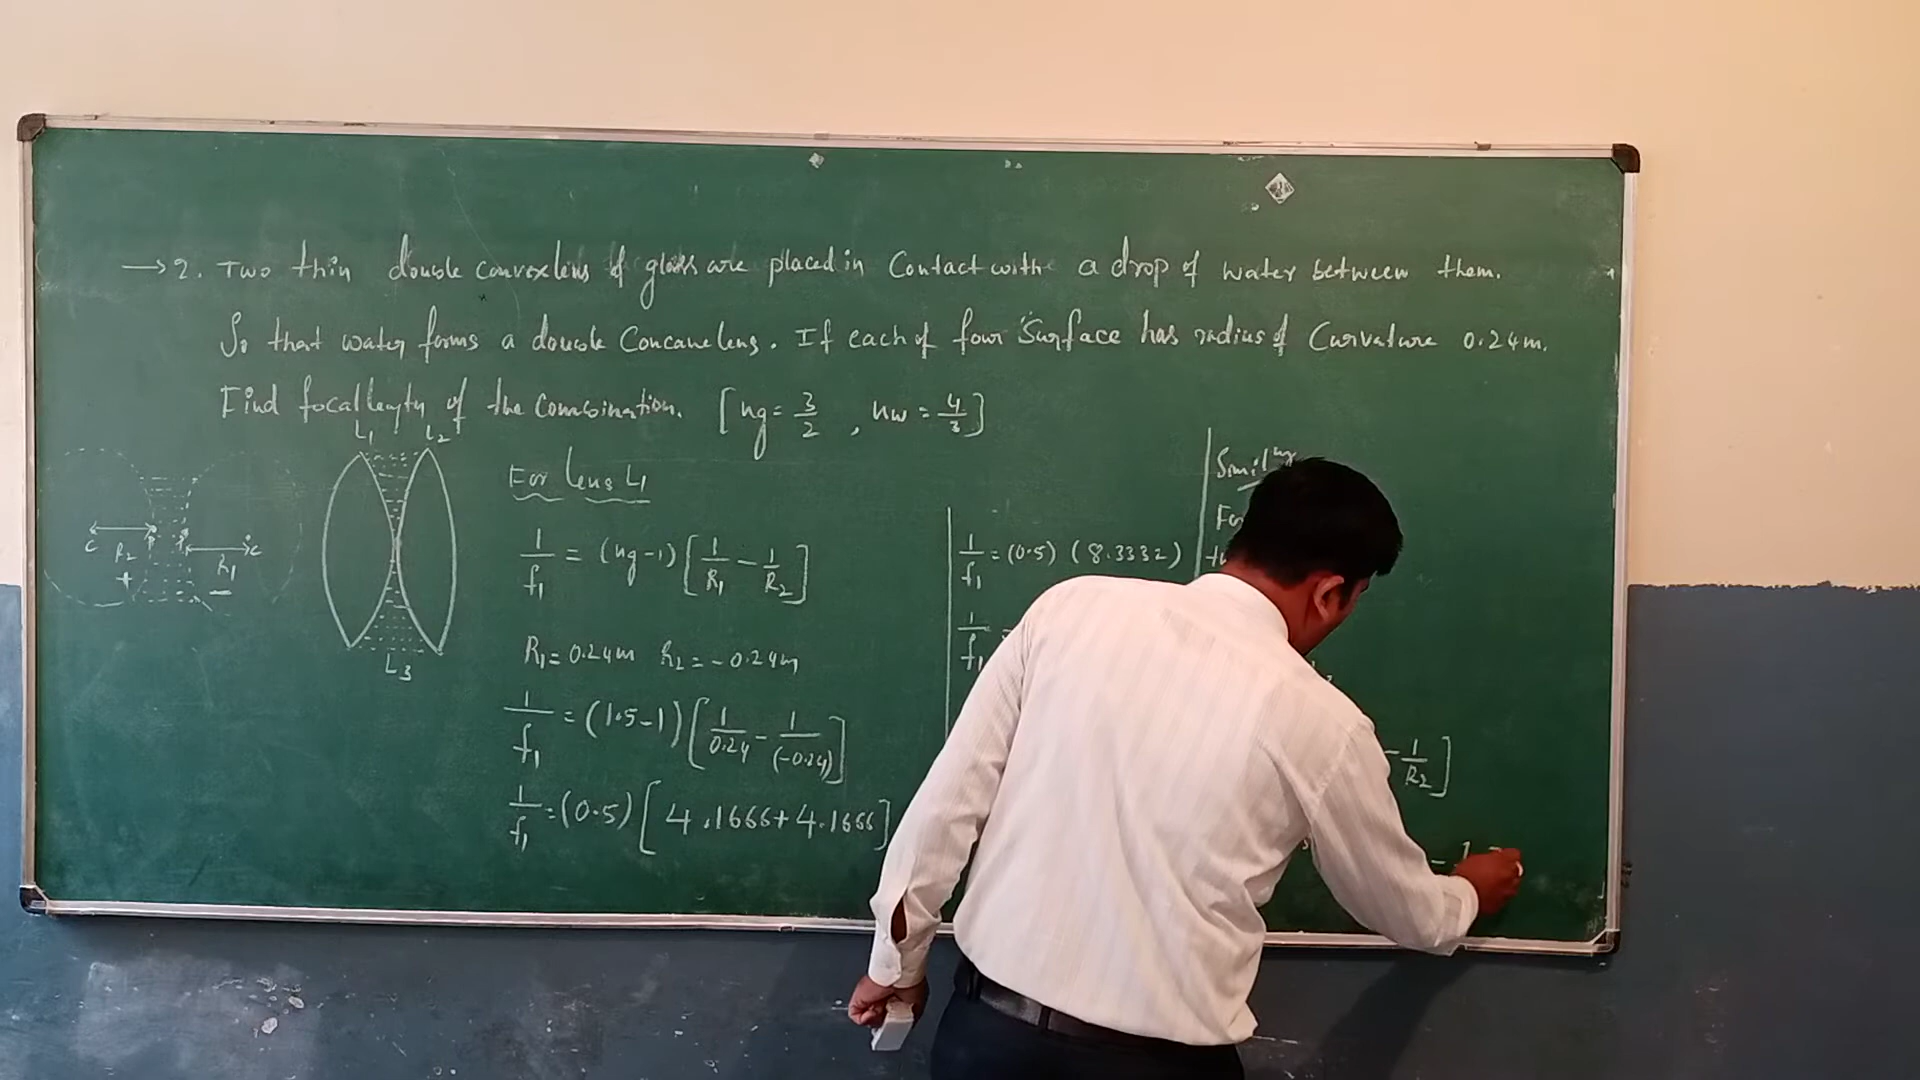 → 2. Two thin double convex lens of glass are placed in Contact with a drop of water between them.
So that water forms a double Concave lens. If each of four Surface has radius of Curvature 0.24m.
Find focal length of the Combination. [ng = 3/2 , nw = 4/3]
L1 L2
L3
C R2 P
+
P C
R1
−
For lens L1
1/f1 = (ng-1) [1/R1 - 1/R2]
R1 = 0.24m R2 = -0.24m
1/f1 = (1.5-1) [1/0.24 - 1/(-0.24)]
1/f1 = (0.5) [4.1666 + 4.1666]
1/f1 = (0.5) (8.3332)
1/f1
- 1/R2]